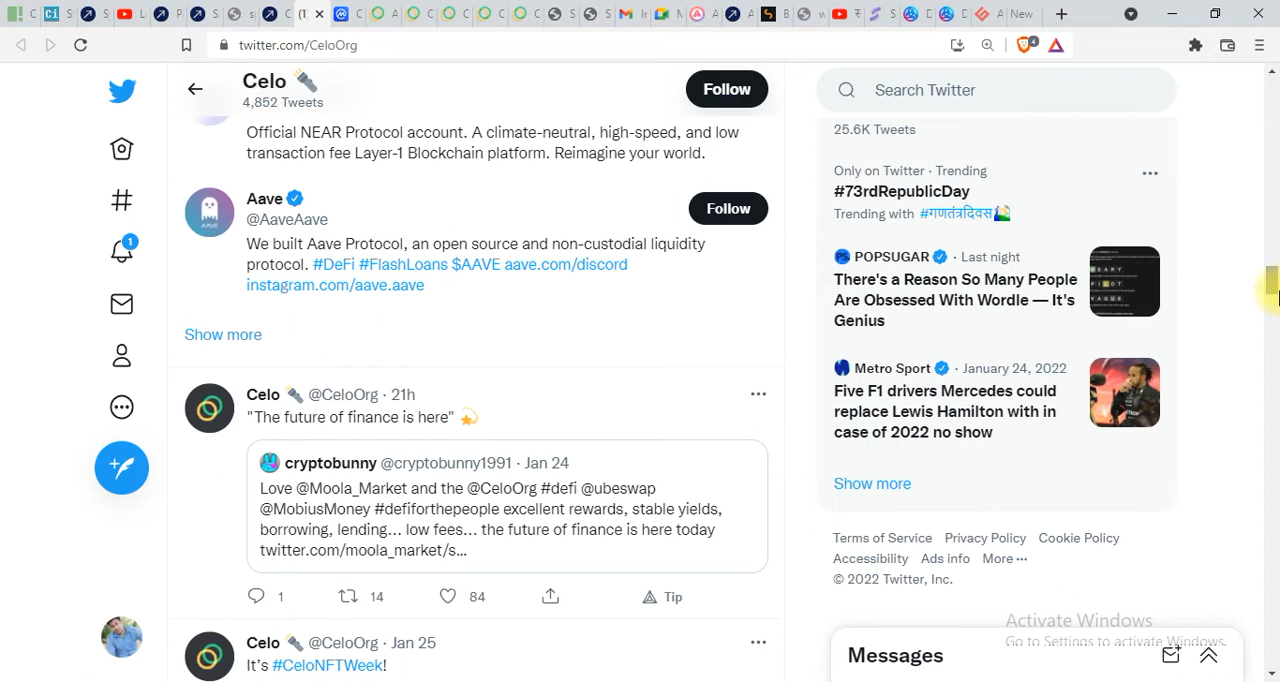 New
twitter.com/CeloOrg
4
Celo
4,852 Tweets
Follow
Official NEAR Protocol account. A climate-neutral, high-speed, and low
transaction fee Layer-1 Blockchain platform. Reimagine your world.
Aave
@AaveAave
Follow
We built Aave Protocol, an open source and non-custodial liquidity
protocol. #DeFi #FlashLoans $AAVE aave.com/discord
instagram.com/aave.aave
Show more
1
Celo @CeloOrg · 21h
"The future of finance is here"
cryptobunny @cryptobunny1991 · Jan 24
Love @Moola_Market and the @CeloOrg #defi @ubeswap
@MobiusMoney #defiforthepeople excellent rewards, stable yields,
borrowing, lending... low fees... the future of finance is here today
twitter.com/moola_market/s...
1 14 84 Tip
Celo @CeloOrg · Jan 25
It's #CeloNFTWeek!
Search Twitter
25.6K Tweets
Only on Twitter · Trending
#73rdRepublicDay
Trending with #गणतंत्रदिवस
POPSUGAR · Last night
There's a Reason So Many People
Are Obsessed With Wordle — It's
Genius
Metro Sport · January 24, 2022
Five F1 drivers Mercedes could
replace Lewis Hamilton with in
case of 2022 no show
Show more
Terms of Service Privacy Policy Cookie Policy
Accessibility Ads info More
© 2022 Twitter, Inc.
Activate Windows
Go to Settings to activate Windows.
Messages